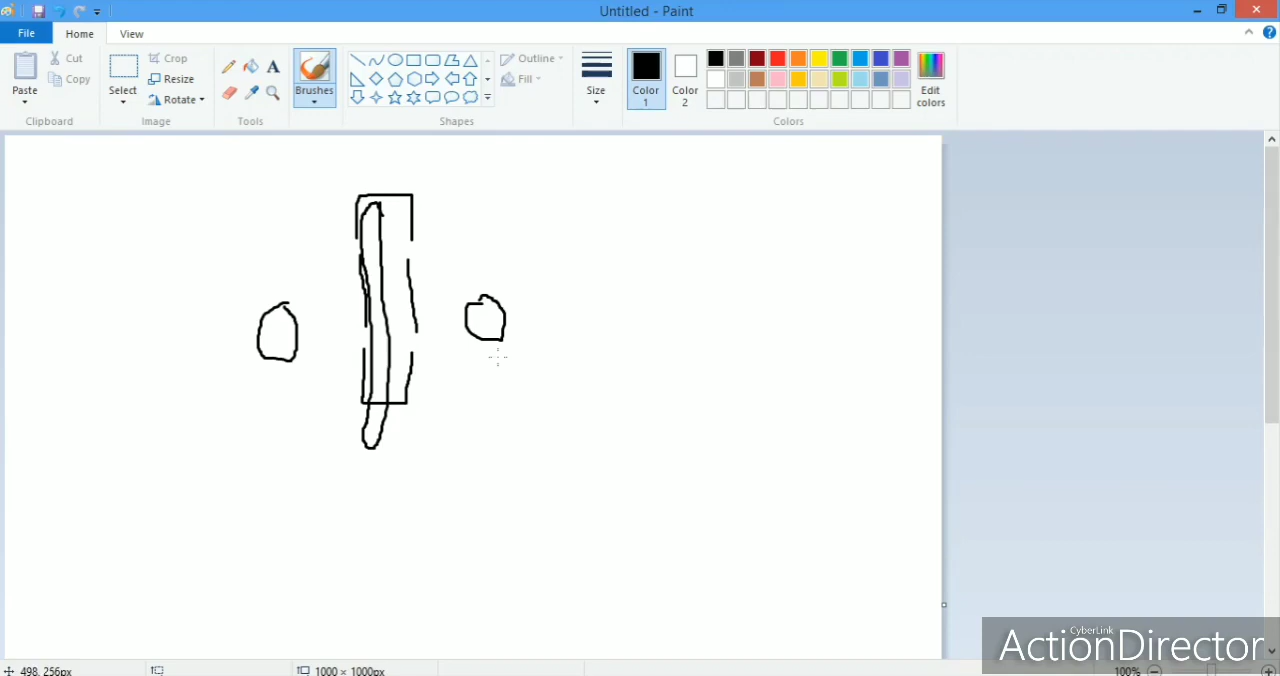 Untitled - Paint
File Home View
Cut
Copy
Paste
Clipboard
Crop
Resize
Rotate
Select
Image
A
Tools
Brushes
Shapes
Outline
Fill
Size
Color 1
Color 2
Edit colors
Colors
498, 256px
1000 × 1000px
100%
CyberLink
ActionDirector